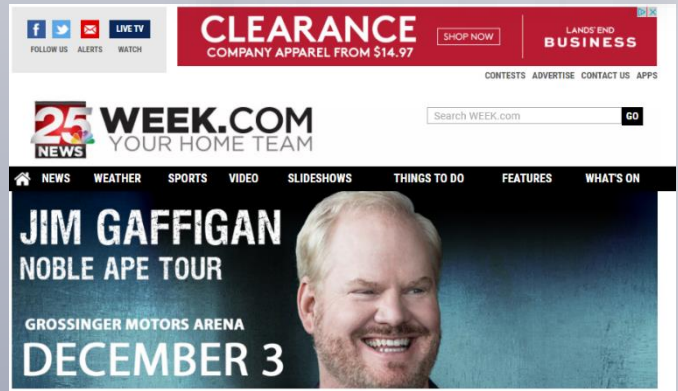 f
LIVE TV
FOLLOW US ALERTS WATCH
CLEARANCE
COMPANY APPAREL FROM $14.97
SHOP NOW
LANDS' END
BUSINESS
CONTESTS ADVERTISE CONTACT US APPS
25
NEWS
WEEK.COM
YOUR HOME TEAM
Search WEEK.com
GO
NEWS WEATHER SPORTS VIDEO SLIDESHOWS THINGS TO DO FEATURES WHAT'S ON
JIM GAFFIGAN
NOBLE APE TOUR
GROSSINGER MOTORS ARENA
DECEMBER 3